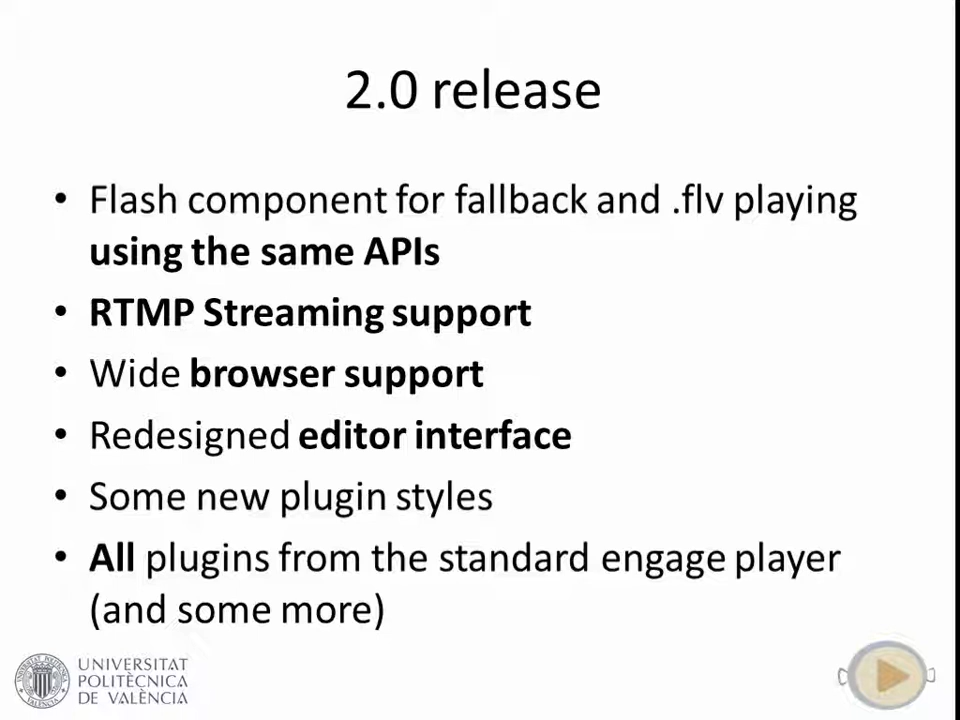 2.0 release
• Flash component for fallback and .flv playing
using the same APIs
• RTMP Streaming support
• Wide browser support
• Redesigned editor interface
• Some new plugin styles
• All plugins from the standard engage player
(and some more)
UNIVERSITAT
POLITÈCNICA
DE VALÈNCIA